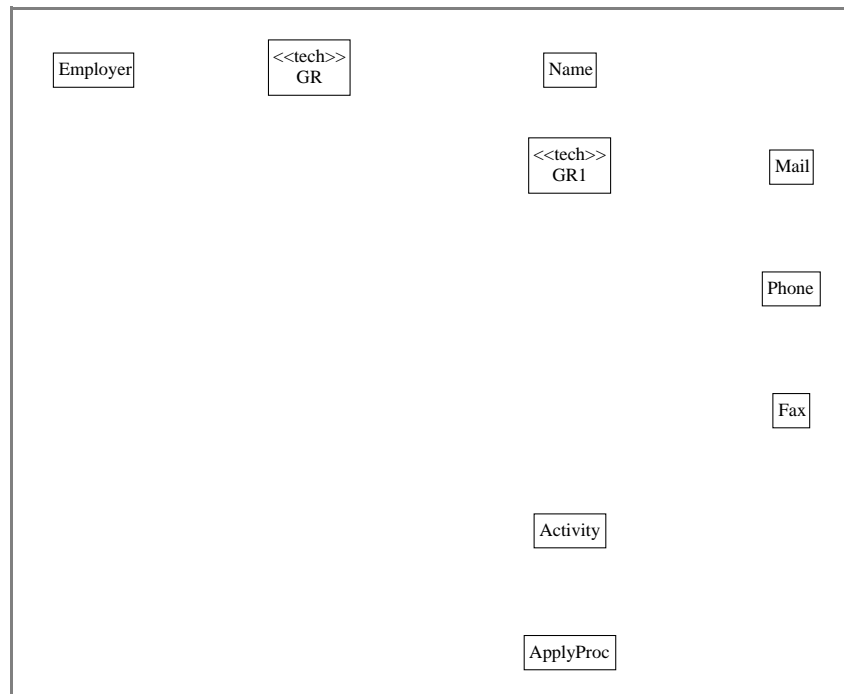 Employer
<<tech>>
GR
Name
<<tech>>
GR1
Mail
Phone
Fax
Activity
ApplyProc